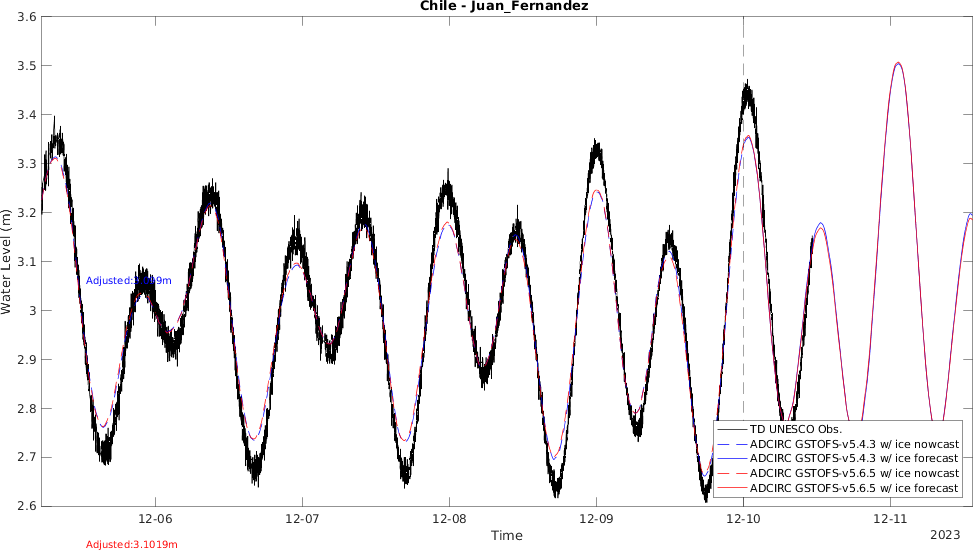 Chile - Juan_Fernandez
3.6
3.5
3.4
3.3
3.2
3.1
3
2.9
2.8
2.7
2.6
Water Level (m)
Adjusted:
TD UNESCO Obs.
ADCIRC GSTOFS-v5.4.3 w/ ice nowcast
ADCIRC GSTOFS-v5.4.3 w/ ice forecast
ADCIRC GSTOFS-v5.6.5 w/ ice nowcast
ADCIRC GSTOFS-v5.6.5 w/ ice forecast
12-06
12-07
12-08
12-09
12-10
12-11
Time
2023
Adjusted:3.1019m